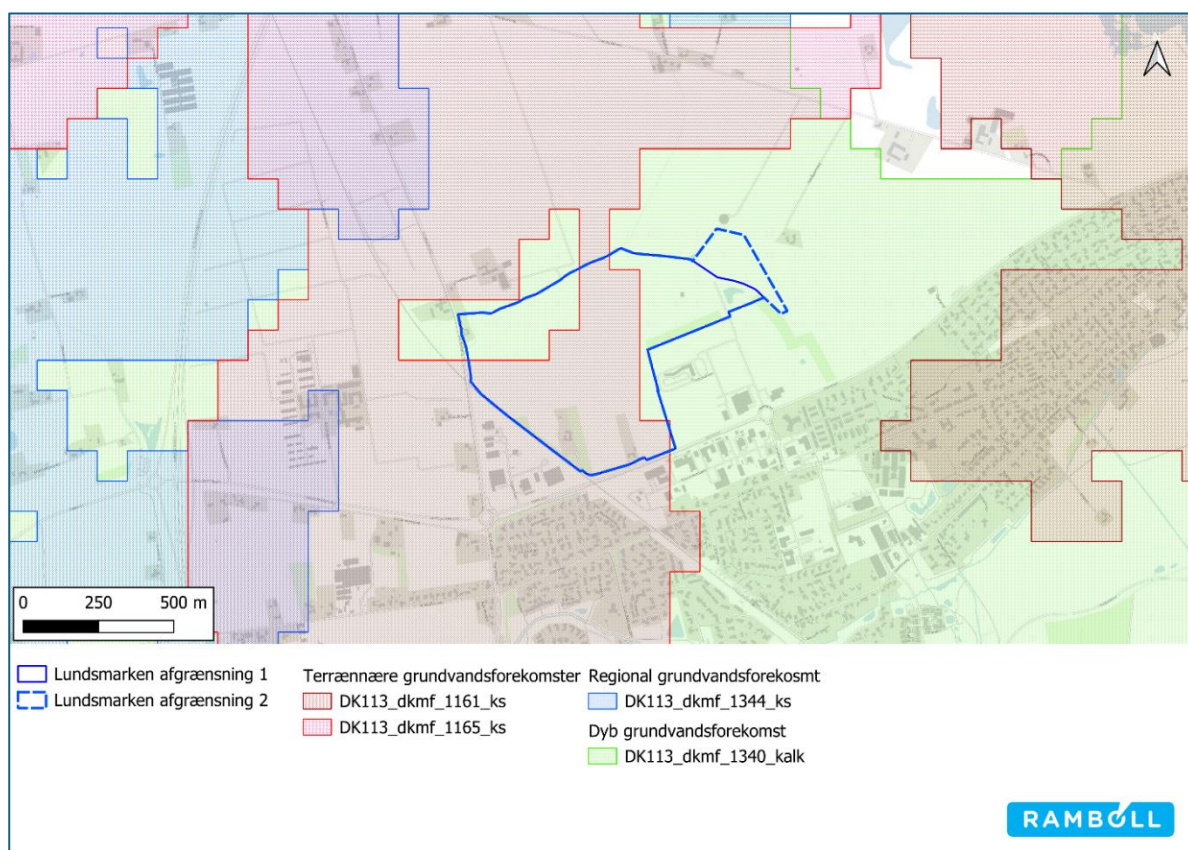 0 250 500 m
Lundsmarken afgrænsning 1
Lundsmarken afgrænsning 2
Terrænnære grundvandsforekomster
DK113_dkmf_1161_ks
DK113_dkmf_1165_ks
Regional grundvandsforekosmt
DK113_dkmf_1344_ks
Dyb grundvandsforekomst
DK113_dkmf_1340_kalk
RAMBOLL